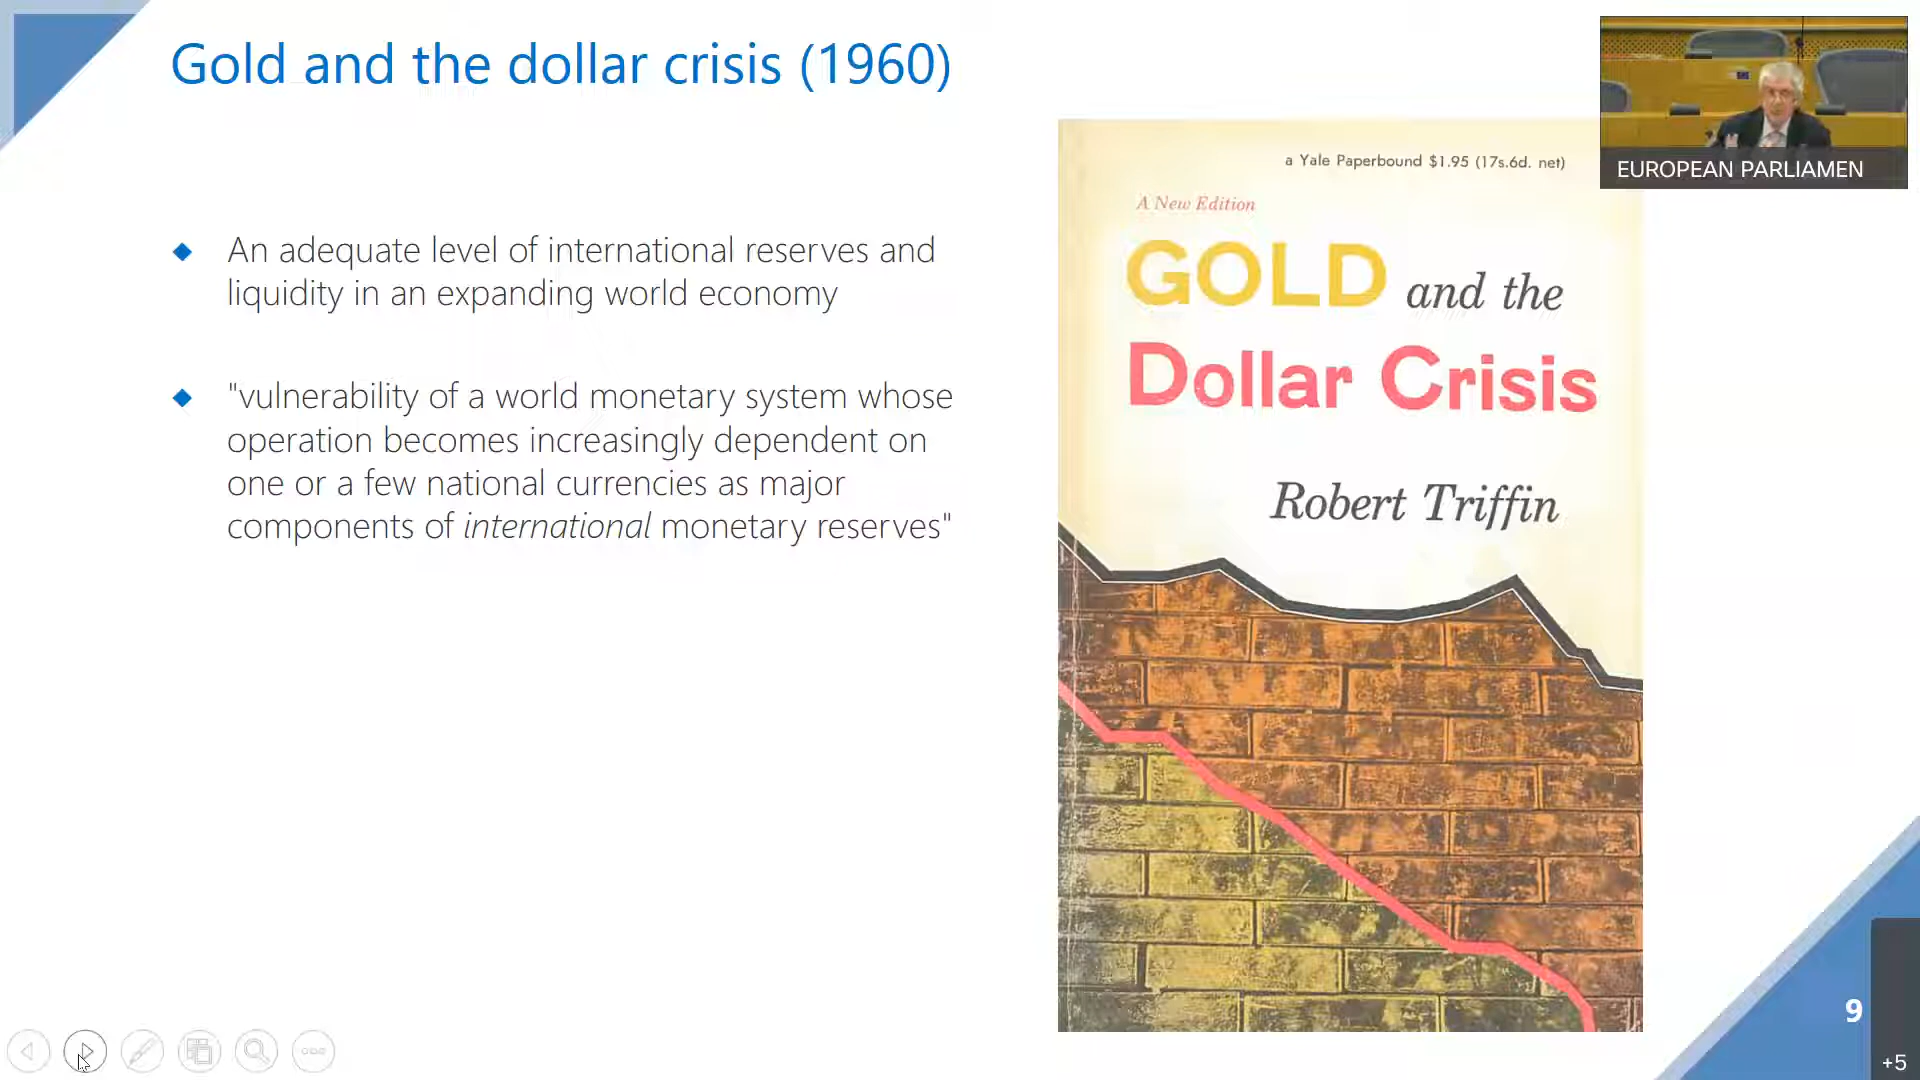 Gold and the dollar crisis (1960)
An adequate level of international reserves and
liquidity in an expanding world economy
"vulnerability of a world monetary system whose
operation becomes increasingly dependent on
one or a few national currencies as major
components of international monetary reserves"
a Yale Paperbound $1.95 (17s.6d. net)
A New Edition
GOLD and the
Dollar Crisis
Robert Triffin
EUROPEAN PARLIAMEN
9
+5